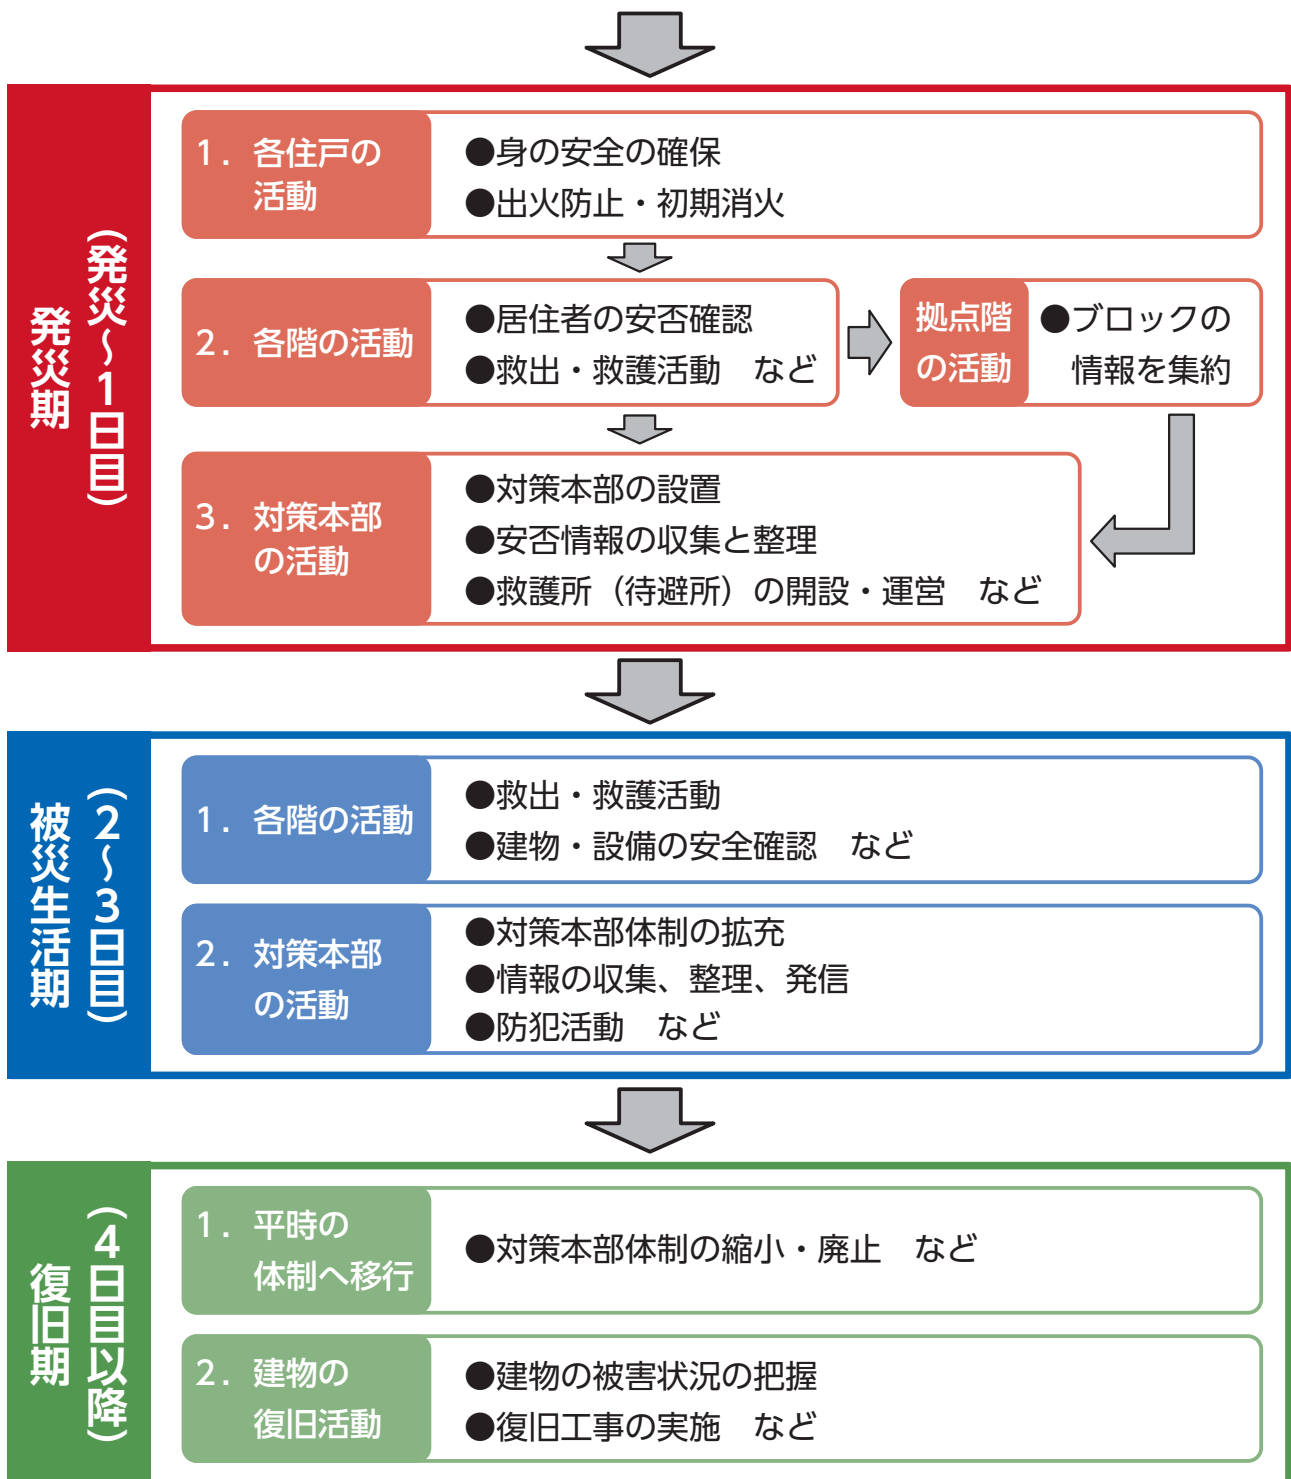 発災期
（発災～1日目）
1．各住戸の
活動
●身の安全の確保
●出火防止・初期消火
2．各階の活動
●居住者の安否確認
●救出・救護活動　など
拠点階
の活動
●ブロックの
情報を集約
3．対策本部
の活動
●対策本部の設置
●安否情報の収集と整理
●救護所（待避所）の開設・運営　など
被災生活期
（2～3日目）
1．各階の活動
●救出・救護活動
●建物・設備の安全確認　など
2．対策本部
の活動
●対策本部体制の拡充
●情報の収集、整理、発信
●防犯活動　など
復旧期
（4日目以降）
1．平時の
体制へ移行
●対策本部体制の縮小・廃止　など
2．建物の
復旧活動
●建物の被害状況の把握
●復旧工事の実施　など